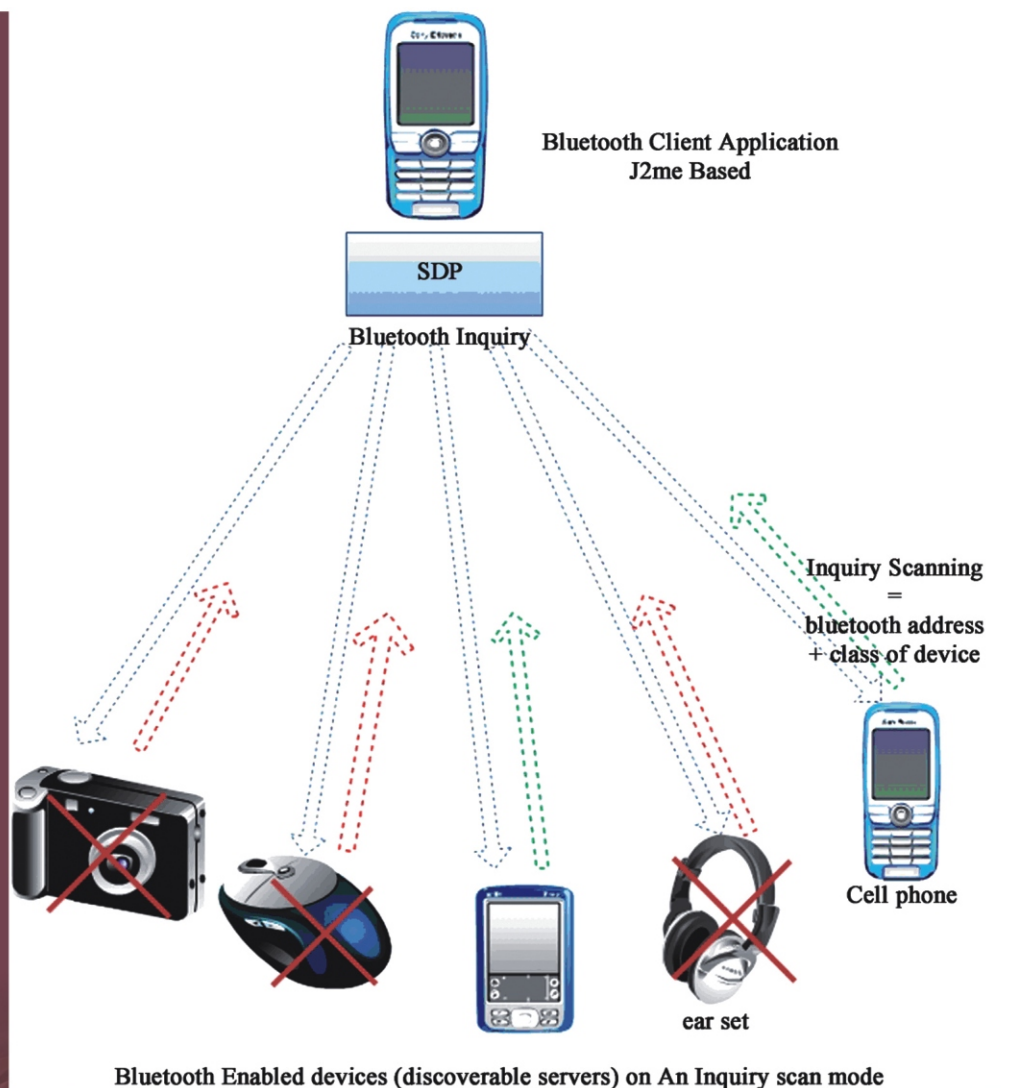 Bluetooth Client Application
J2me Based
SDP
Bluetooth Inquiry
Inquiry Scanning
=
bluetooth address
+ class of device
Cell phone
ear set
Bluetooth Enabled devices (discoverable servers) on An Inquiry scan mode